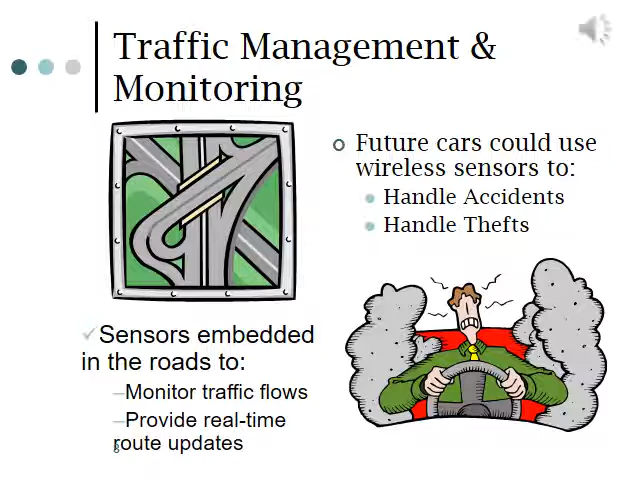 Traffic Management &
Monitoring
Future cars could use
wireless sensors to:
Handle Accidents
Handle Thefts
Sensors embedded
in the roads to:
–Monitor traffic flows
–Provide real-time
route updates